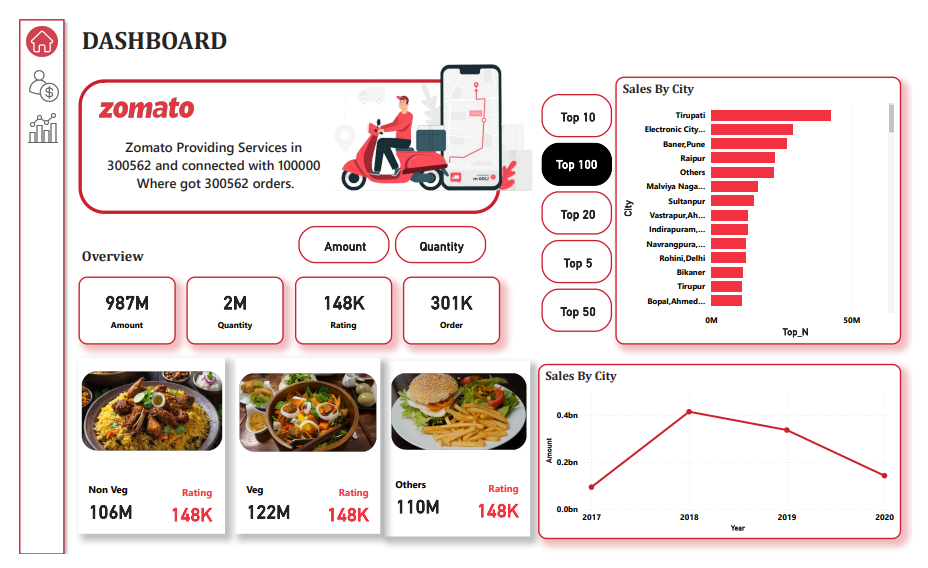 DASHBOARD
zomato
Zomato Providing Services in
300562 and connected with 100000
Where got 300562 orders.
Top 10
Top 100
Top 20
Top 5
Top 50
Sales By City
City
Tirupati
Electronic City...
Baner,Pune
Raipur
Others
Malviya Naga...
Sultanpur
Vastrapur,Ah...
Indirapuram,...
Navrangpura,...
Rohini,Delhi
Bikaner
Tirupur
Bopal,Ahmed...
0M 50M
Top_N
Overview
Amount Quantity
987M 2M 148K 301K
Amount Quantity Rating Order
Non Veg Rating
106M 148K
Veg Rating
122M 148K
Others Rating
110M 148K
Sales By City
Amount
0.4bn
0.2bn
0.0bn
2017 2018 2019 2020
Year